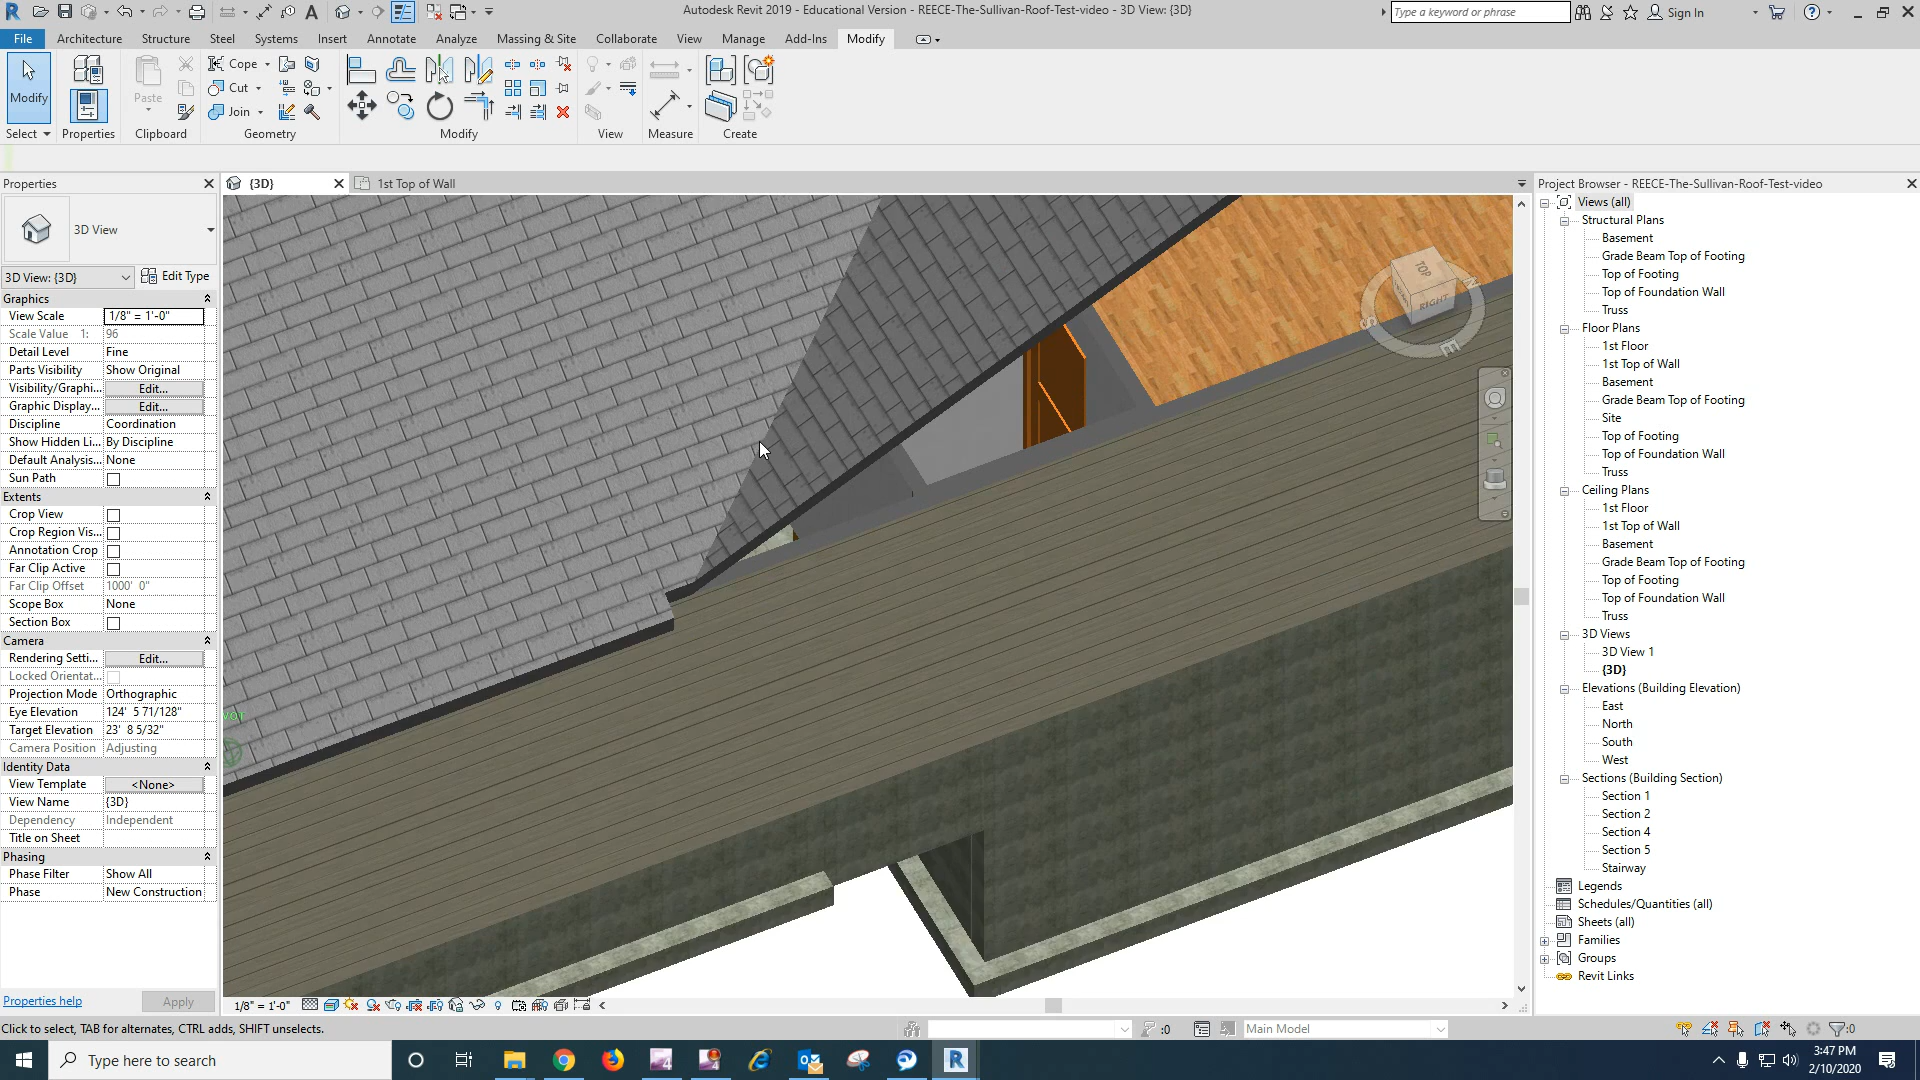 Autodesk Revit 2019 - Educational Version - REECE-The-Sullivan-Roof-Test-video - 3D View: {3D}
Type a keyword or phrase
Sign In
File Architecture Structure Steel Systems Insert Annotate Analyze Massing & Site Collaborate View Manage Add-Ins Modify
Modify
Paste
Cope
Cut
Join
Select Properties Clipboard Geometry Modify View Measure Create
Properties
{3D}
1st Top of Wall
Project Browser - REECE-The-Sullivan-Roof-Test-video
3D View
3D View: {3D}
Edit Type
Graphics
View Scale 1/8" = 1'-0"
Scale Value 1: 96
Detail Level Fine
Parts Visibility Show Original
Visibility/Graphi... Edit...
Graphic Display... Edit...
Discipline Coordination
Show Hidden Li... By Discipline
Default Analysis... None
Sun Path
Extents
Crop View
Crop Region Vis...
Annotation Crop
Far Clip Active
Far Clip Offset 1000' 0"
Scope Box None
Section Box
Camera
Rendering Setti... Edit...
Locked Orientat...
Projection Mode Orthographic
Eye Elevation 124' 5 71/128"
Target Elevation 23' 8 5/32"
Camera Position Adjusting
Identity Data
View Template <None>
View Name {3D}
Dependency Independent
Title on Sheet
Phasing
Phase Filter Show All
Phase New Construction
Properties help
Apply
TOP
RIGHT
S
E
VOT
Views (all)
Structural Plans
Basement
Grade Beam Top of Footing
Top of Footing
Top of Foundation Wall
Truss
Floor Plans
1st Floor
1st Top of Wall
Basement
Grade Beam Top of Footing
Site
Top of Footing
Top of Foundation Wall
Truss
Ceiling Plans
1st Floor
1st Top of Wall
Basement
Grade Beam Top of Footing
Top of Footing
Top of Foundation Wall
Truss
3D Views
3D View 1
{3D}
Elevations (Building Elevation)
East
North
South
West
Sections (Building Section)
Section 1
Section 2
Section 4
Section 5
Stairway
Legends
Schedules/Quantities (all)
Sheets (all)
Families
Groups
Revit Links
1/8" = 1'-0"
Click to select, TAB for alternates, CTRL adds, SHIFT unselects.
:0
Main Model
:0
Type here to search
3:47 PM
2/10/2020